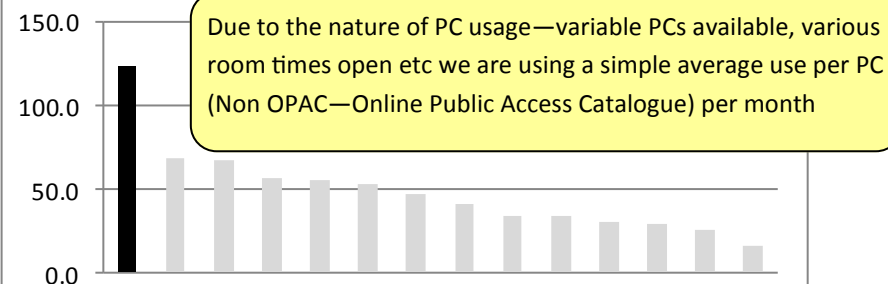 150.0
Due to the nature of PC usage—variable PCs available, various
room times open etc we are using a simple average use per PC
(Non OPAC—Online Public Access Catalogue) per month
100.0
50.0
0.0